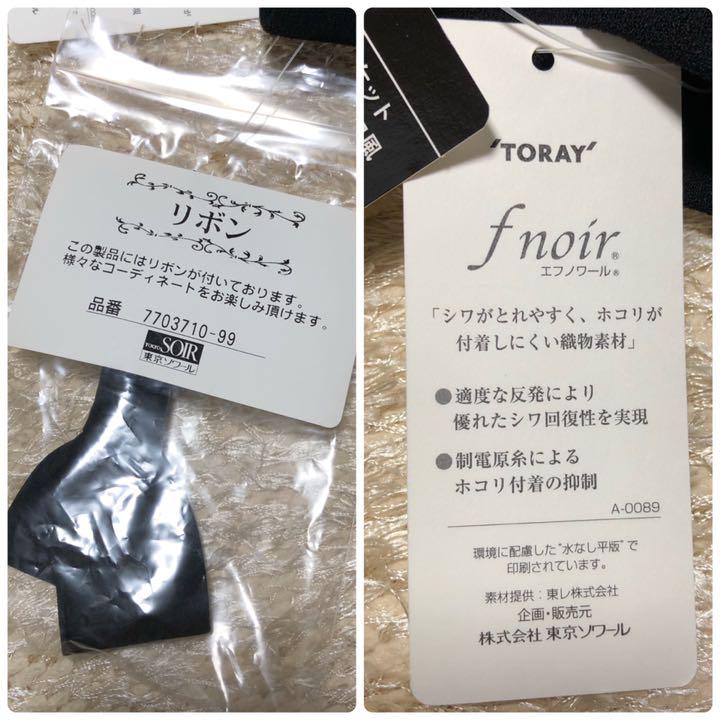 リボン
この製品にはリボンが付いております。
様々なコーディネートをお楽しみ頂けます。
品番 7703710-99
TOKYO SOIR
東京ソワール
ケット
風
'TORAY'
fnoir®
エフノワール®
「シワがとれやすく、ホコリが
付着しにくい織物素材」
●適度な反発により
優れたシワ回復性を実現
●制電原糸による
ホコリ付着の抑制
A-0089
環境に配慮した"水なし平版"で
印刷されています。
素材提供：東レ株式会社
企画・販売元
株式会社 東京ソワール